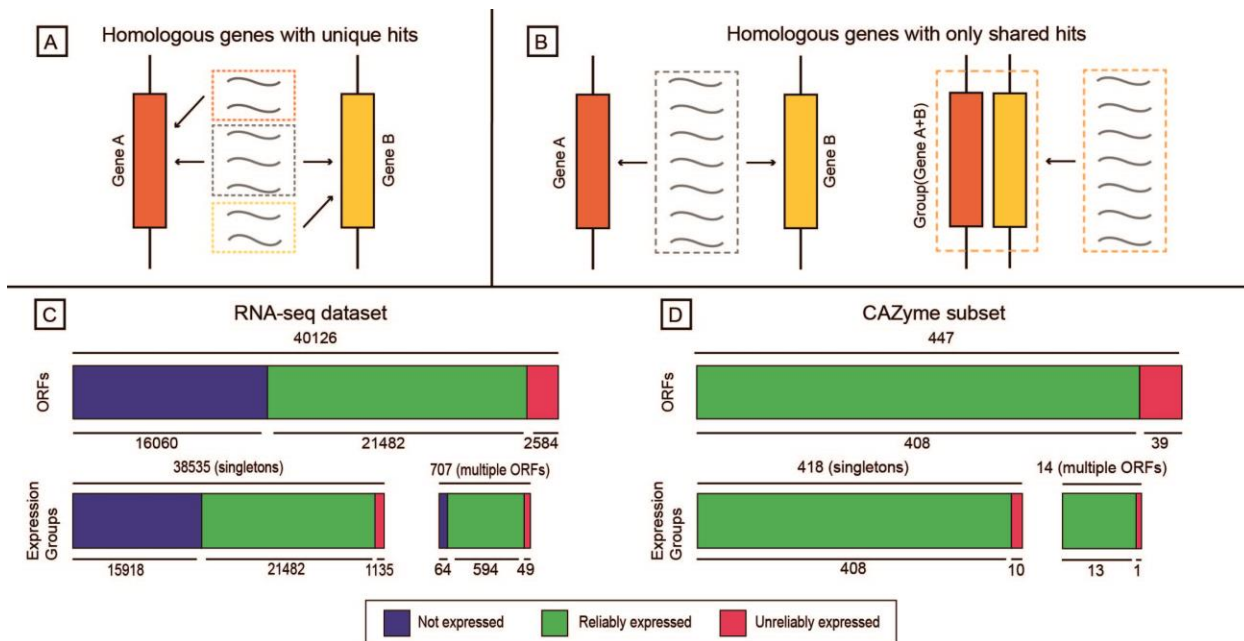 A
Homologous genes with unique hits
Gene A
Gene B
B
Homologous genes with only shared hits
Gene A
Gene B
Group(Gene A+B)
C
RNA-seq dataset
40126
ORFs
16060
21482
2584
38535 (singletons)
707 (multiple ORFs)
Expression
Groups
15918
21482
1135
64
594
49
D
CAZyme subset
447
ORFs
408
39
418 (singletons)
14 (multiple ORFs)
Expression
Groups
408
10
13
1
Not expressed
Reliably expressed
Unreliably expressed